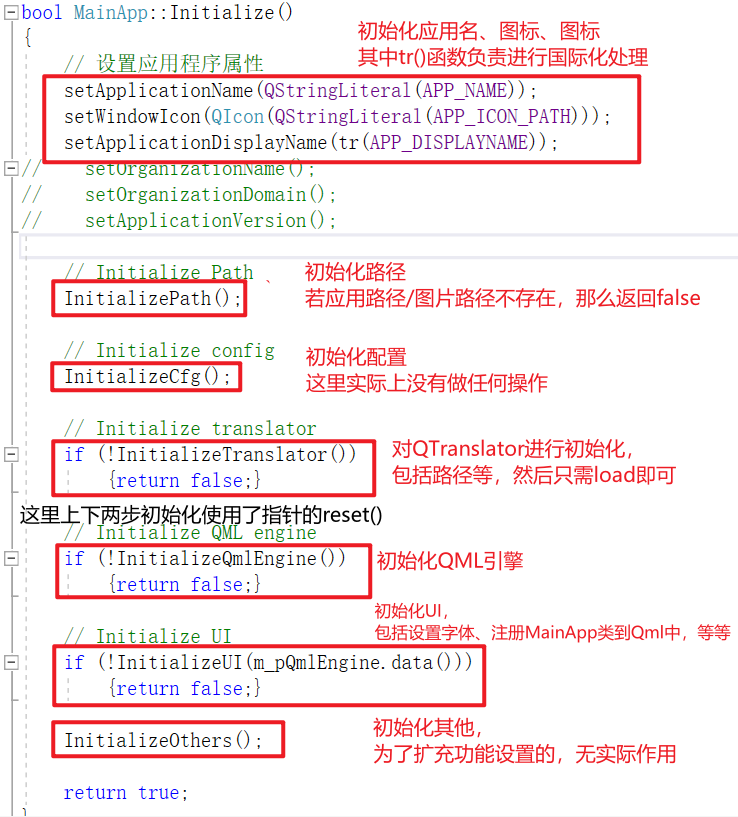 bool MainApp::Initialize()
{
初始化应用名、图标、图标
其中tr()函数负责进行国际化处理
// 设置应用程序属性
setApplicationName(QStringLiteral(APP_NAME));
setWindowIcon(QIcon(QStringLiteral(APP_ICON_PATH)));
setApplicationDisplayName(tr(APP_DISPLAYNAME));
// setOrganizationName();
// setOrganizationDomain();
// setApplicationVersion();
// Initialize Path 、
初始化路径
InitializePath();
若应用路径/图片路径不存在，那么返回false
// Initialize config
初始化配置
InitializeCfg();
这里实际上没有做任何操作
// Initialize translator
if (!InitializeTranslator())
{return false;}
对QTranslator进行初始化，
包括路径等，然后只需load即可
这里上下两步初始化使用了指针的reset()
// Initialize QML engine
if (!InitializeQmlEngine())
{return false;}
初始化QML引擎
初始化UI，
包括设置字体、注册MainApp类到Qml中，等等
// Initialize UI
if (!InitializeUI(m_pQmlEngine.data()))
{return false;}
InitializeOthers();
初始化其他，
为了扩充功能设置的，无实际作用
return true;
}